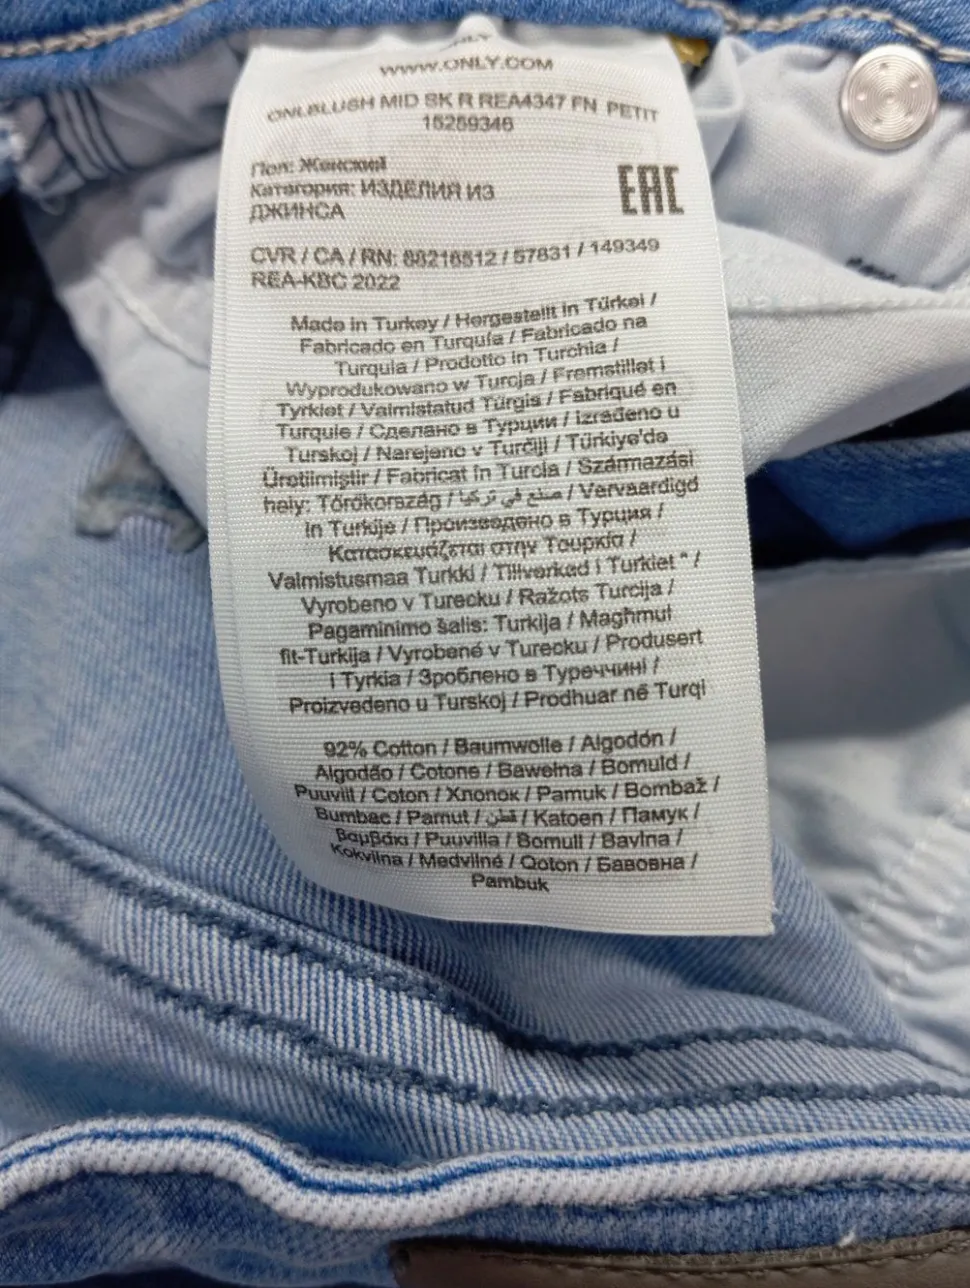 ONLY
WWW.ONLY.COM
ONLBLUSH MID SK R REA4347 FN PETIT
15259346
Пол: Женский
Категория: ИЗДЕЛИЯ ИЗ
ДЖИНСА
EAC
CVR / CA / RN: 88216512 / 57831 / 149349
REA-KBC 2022
Made in Turkey / Hergestellt in Türkei /
Fabricado en Turquía / Fabricado na
Turquia / Prodotto in Turchia /
Wyprodukowano w Turcja / Fremstillet i
Tyrkiet / Valmistatud Türgis / Fabriqué en
Turquie / Сделано в Турции / Izrađeno u
Turskoj / Narejeno v Turčiji / Türkiye'de
Üretilmiştir / Fabricat în Turcia / Származási
hely: Törökország / صنع في تركيا / Vervaardigd
in Turkije / Произведено в Турция /
Κατασκευάζεται στην Τουρκία /
Valmistusmaa Turkki / Tillverkad i Turkiet " /
Vyrobeno v Turecku / Ražots Turcija /
Pagaminimo šalis: Turkija / Magħmul
fit-Turkija / Vyrobené v Turecku / Produsert
i Tyrkia / Зроблено в Туреччині /
Proizvedeno u Turskoj / Prodhuar në Turqi
92% Cotton / Baumwolle / Algodón /
Algodão / Cotone / Bawełna / Bomuld /
Puuvill / Coton / Хлопок / Pamuk / Bombaž /
Bumbac / Pamut / قطن / Katoen / Памук /
Βαμβάκι / Puuvilla / Bomull / Bavlna /
Kokvilna / Medvilnė / Qoton / Бавовна /
Pambuk